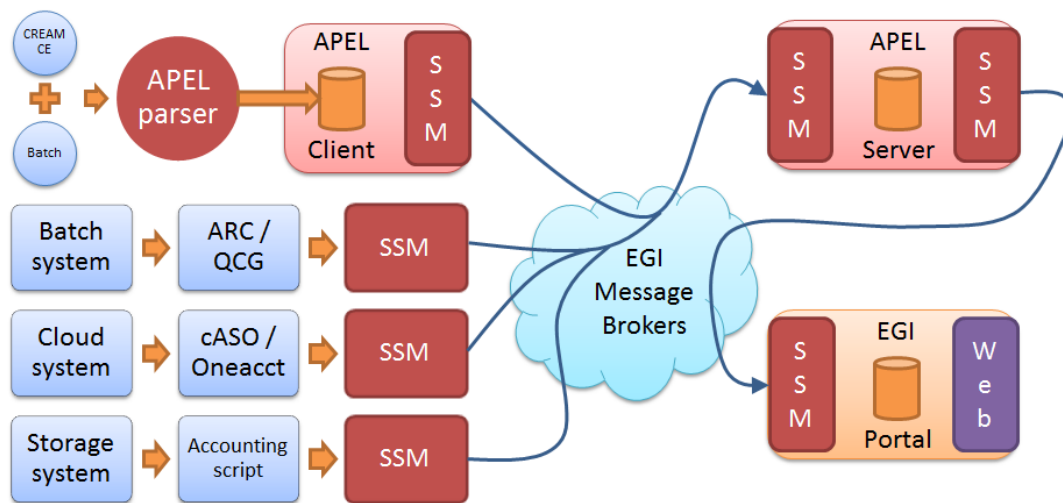 CREAM
CE
Batch
APEL
parser
APEL
Client
S
S
M
S
S
M
APEL
Server
S
S
M
Batch
system
ARC /
QCG
SSM
Cloud
system
cASO /
Oneacct
SSM
Storage
system
Accounting
script
SSM
EGI
Message
Brokers
S
S
M
EGI
Portal
W
e
b